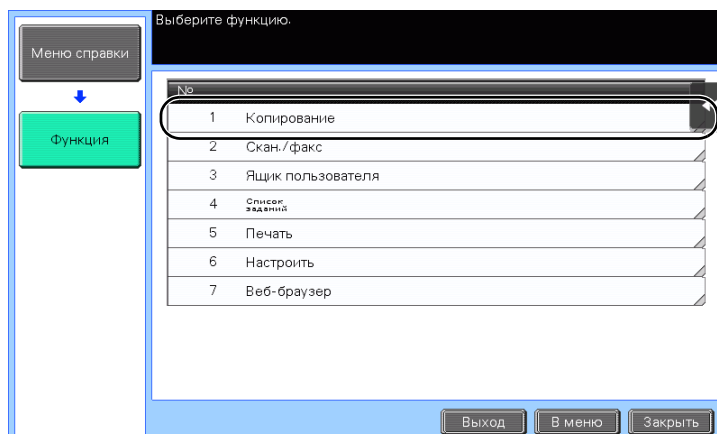 Выберите функцию.
Меню справки
Функция
№
1 Копирование
2 Скан./факс
3 Ящик пользователя
4 Список заданий
5 Печать
6 Настроить
7 Веб-браузер
Выход В меню Закрыть